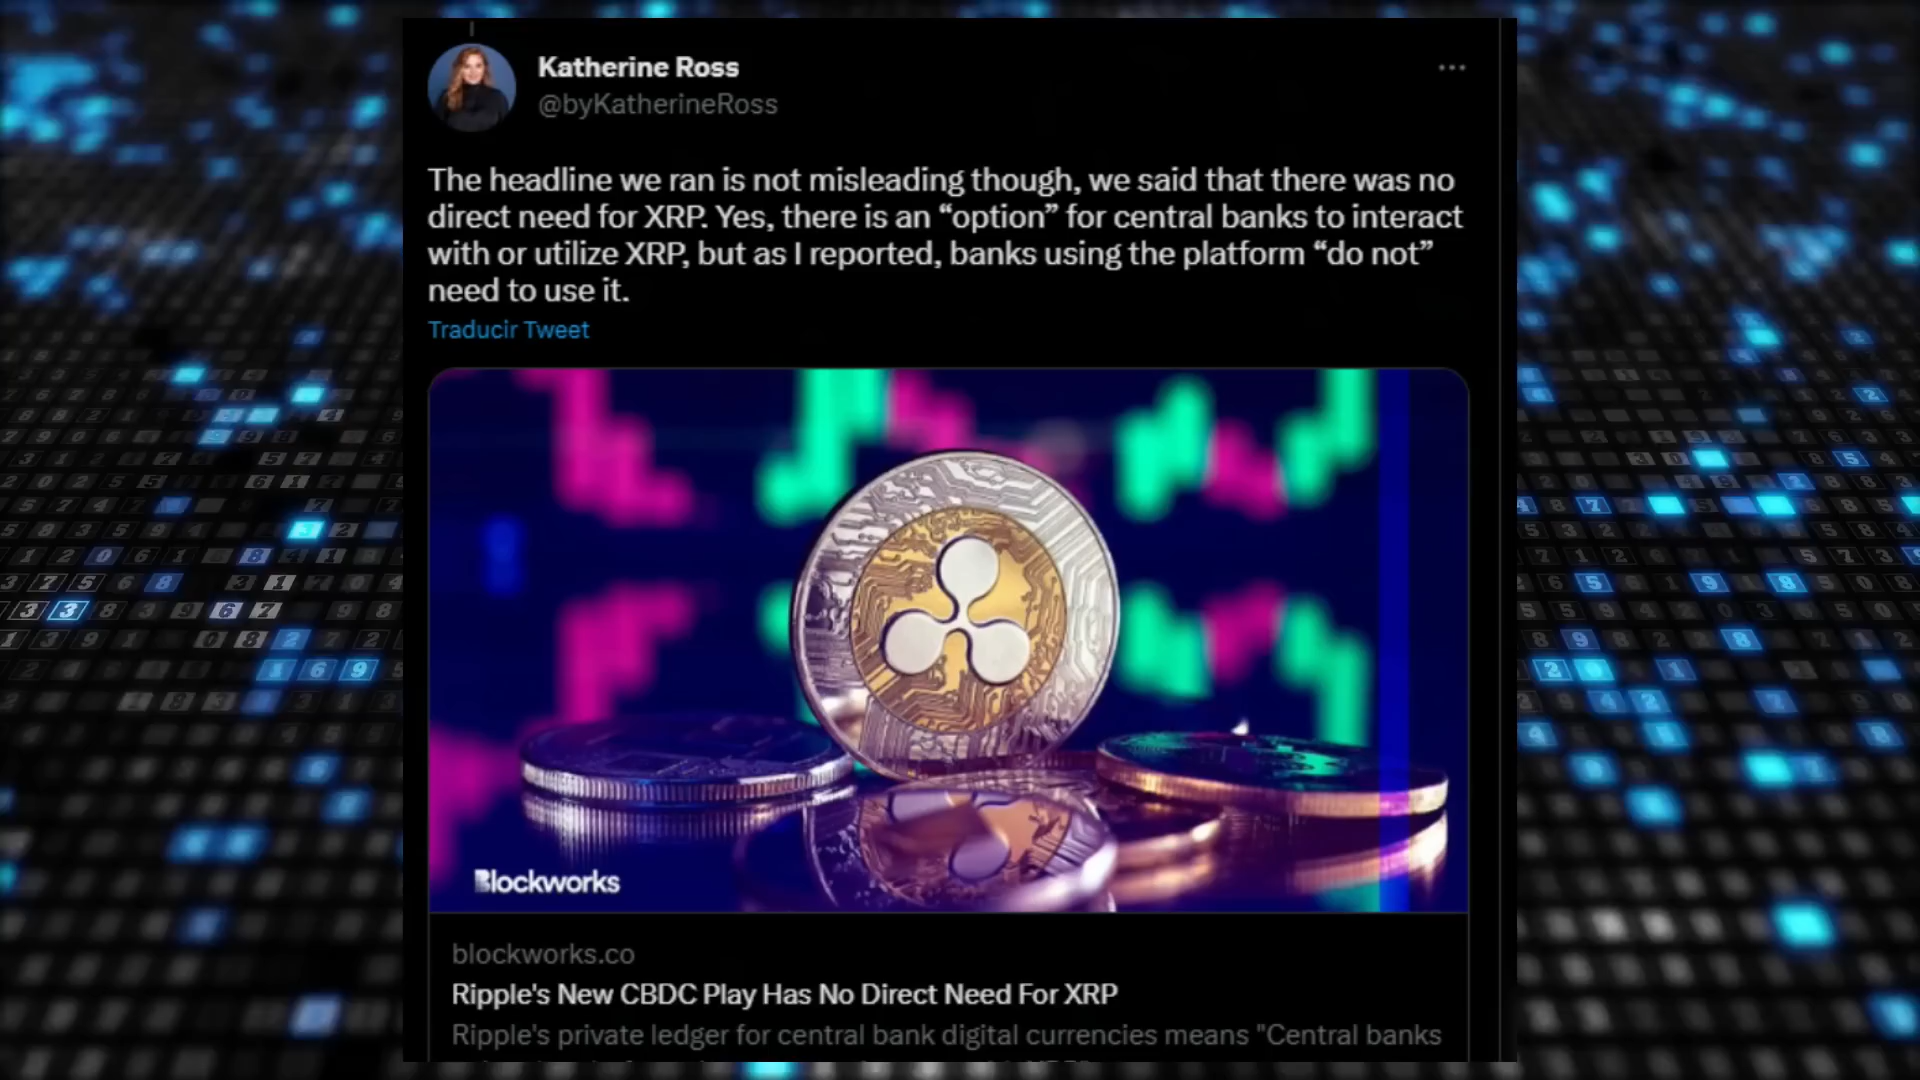 Katherine Ross
@byKatherineRoss
The headline we ran is not misleading though, we said that there was no
direct need for XRP. Yes, there is an “option” for central banks to interact
with or utilize XRP, but as I reported, banks using the platform “do not”
need to use it.
Traducir Tweet
Blockworks
blockworks.co
Ripple's New CBDC Play Has No Direct Need For XRP
Ripple's private ledger for central bank digital currencies means "Central banks